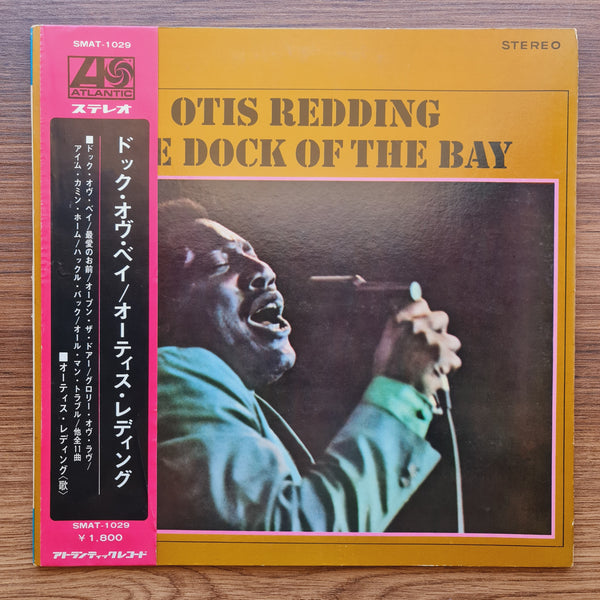 SMAT-1029
ATLANTIC
ステレオ
ドック・オヴ・ベイ/オーティス・レディング
■ドック・オヴ・ベイ/最愛のお前/オープン・ザ・ドアー/グロリー・オヴ・ラヴ/
アイム・カミン・ホーム/ハックル・バック/オール・マン・トラブル/他全11曲
■オーティス・レディング〈歌〉
SMAT-1029
¥1,800
アトランティックレコード
STEREO
OTIS REDDING
E DOCK OF THE BAY